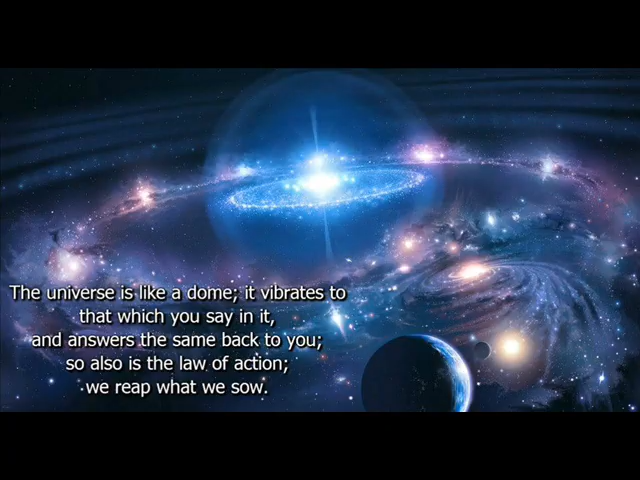 The universe is like a dome; it vibrates to
that which you say in it,
and answers the same back to you;
so also is the law of action;
we reap what we sow.